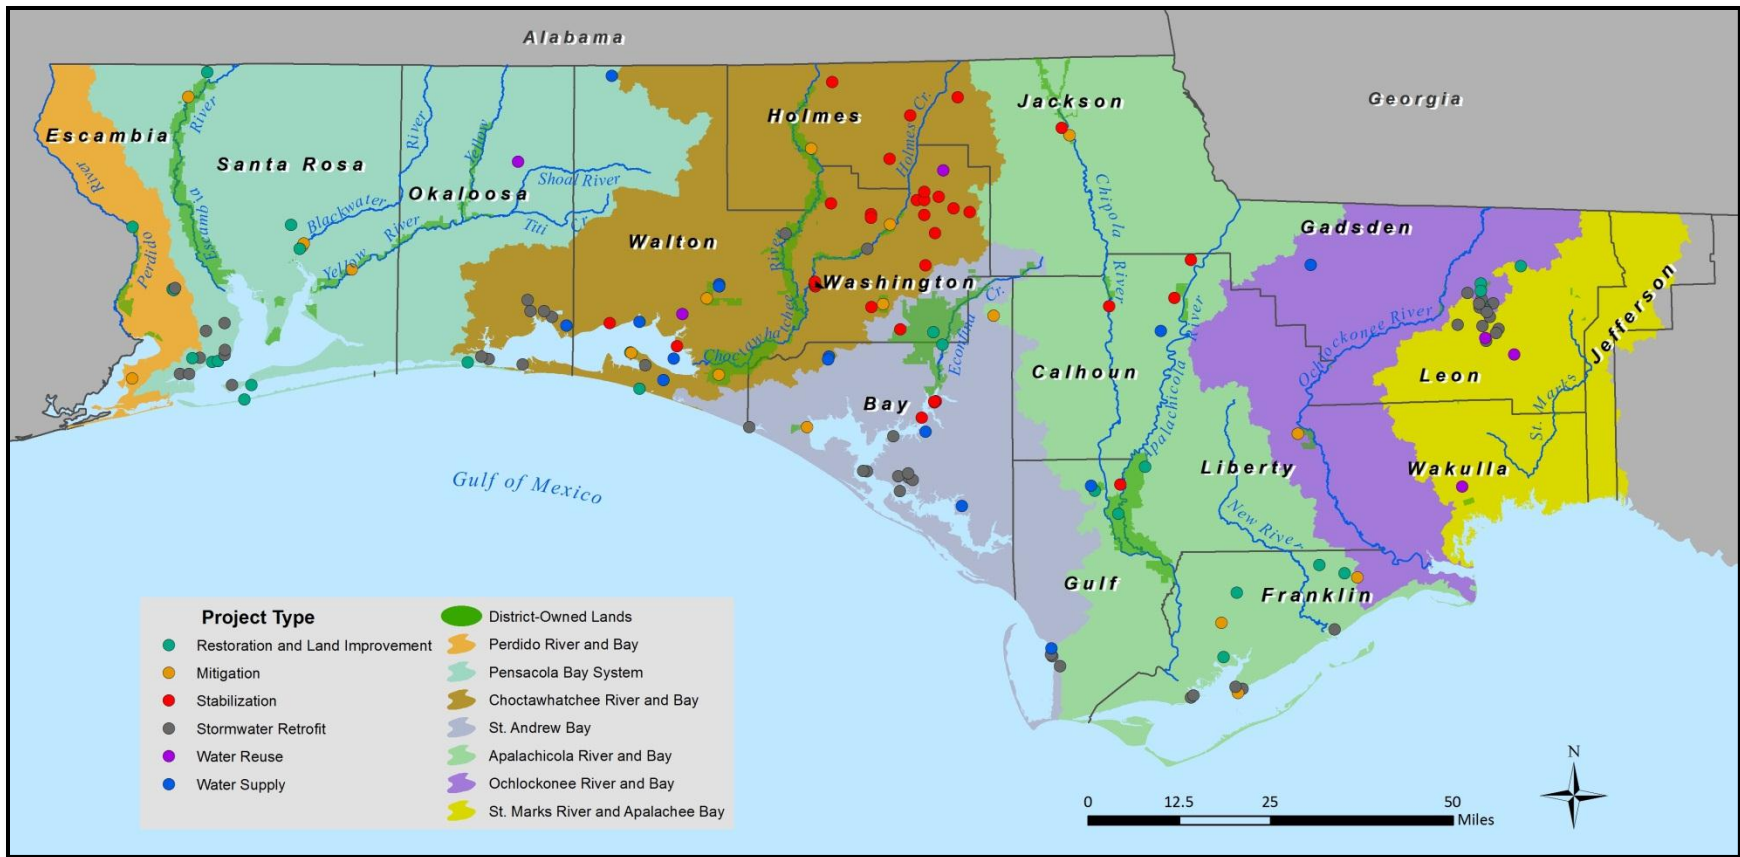 Alabama
Georgia
Escambia
Santa Rosa
Okaloosa
Walton
Holmes
Washington
Jackson
Bay
Calhoun
Gulf
Gadsden
Liberty
Franklin
Leon
Wakulla
Jefferson
River
Perdido
River
Escambia
River
Blackwater
Yellow
Yellow River
Shoal River
Titi Cr.
River
Choctawhatchee
Holmes Cr.
Econfina Cr.
Chipola
River
Apalachicola River
Ochlockonee River
New River
St. Marks
Gulf of Mexico
Project Type
Restoration and Land Improvement
Mitigation
Stabilization
Stormwater Retrofit
Water Reuse
Water Supply
District-Owned Lands
Perdido River and Bay
Pensacola Bay System
Choctawhatchee River and Bay
St. Andrew Bay
Apalachicola River and Bay
Ochlockonee River and Bay
St. Marks River and Apalachee Bay
0 12.5 25 50
Miles
N